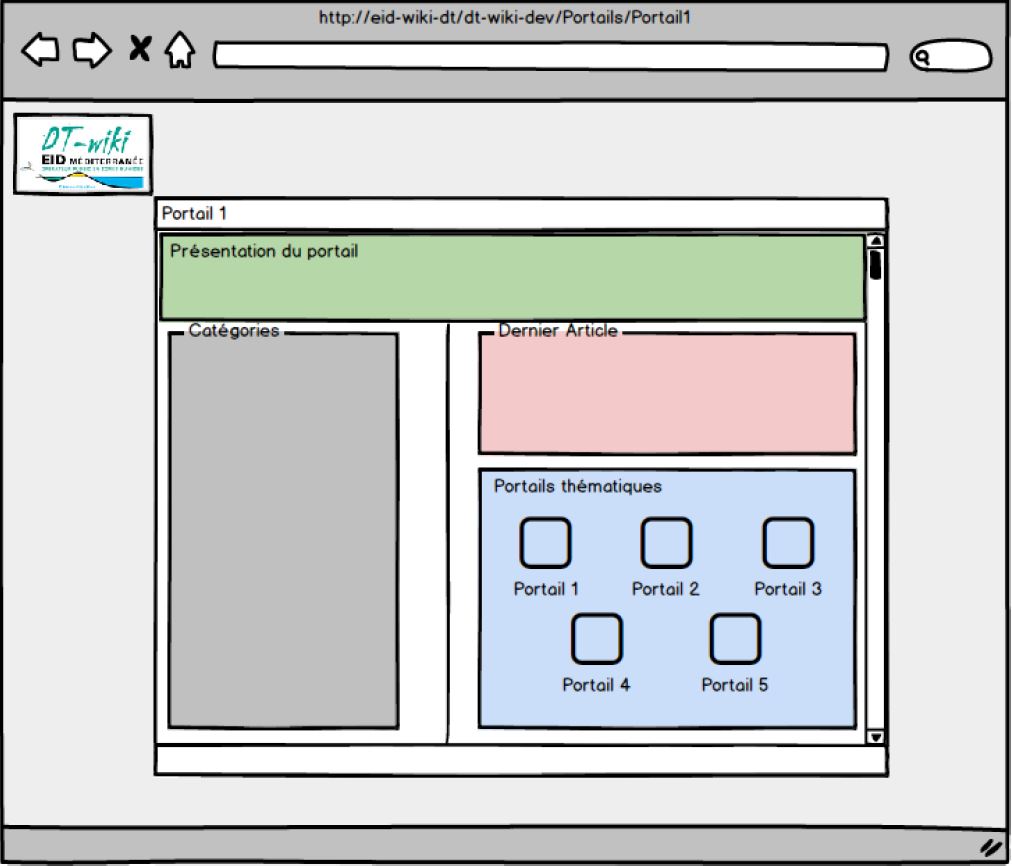 http://eid-wiki-dt/dt-wiki-dev/Portails/Portail1
DT-wiki
EID MÉDITERRANÉE
Portail 1
Présentation du portail
Catégories
Dernier Article
Portails thématiques
Portail 1 Portail 2 Portail 3
Portail 4 Portail 5